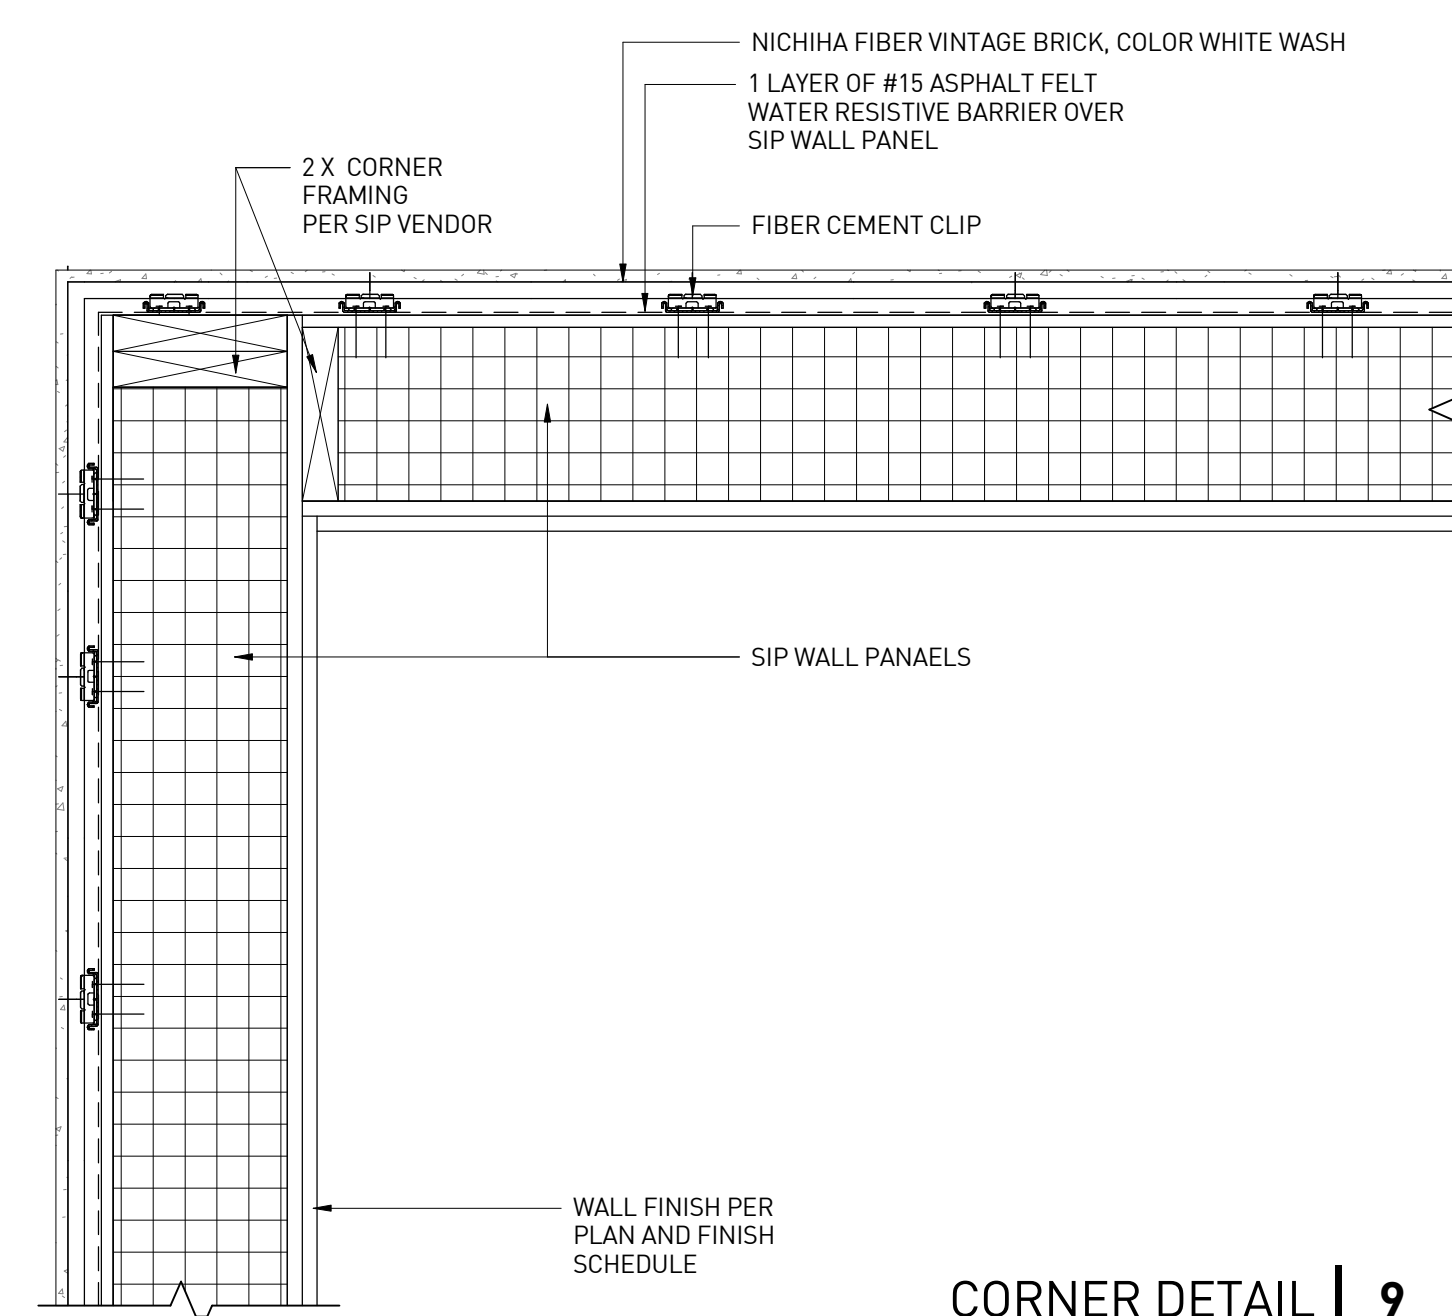 NICHIHA FIBER VINTAGE BRICK, COLOR WHITE WASH
1 LAYER OF #15 ASPHALT FELT
WATER RESISTIVE BARRIER OVER
SIP WALL PANEL
2 X CORNER
FRAMING
PER SIP VENDOR
FIBER CEMENT CLIP
SIP WALL PANAELS
WALL FINISH PER
PLAN AND FINISH
SCHEDULE
CORNER DETAIL 9